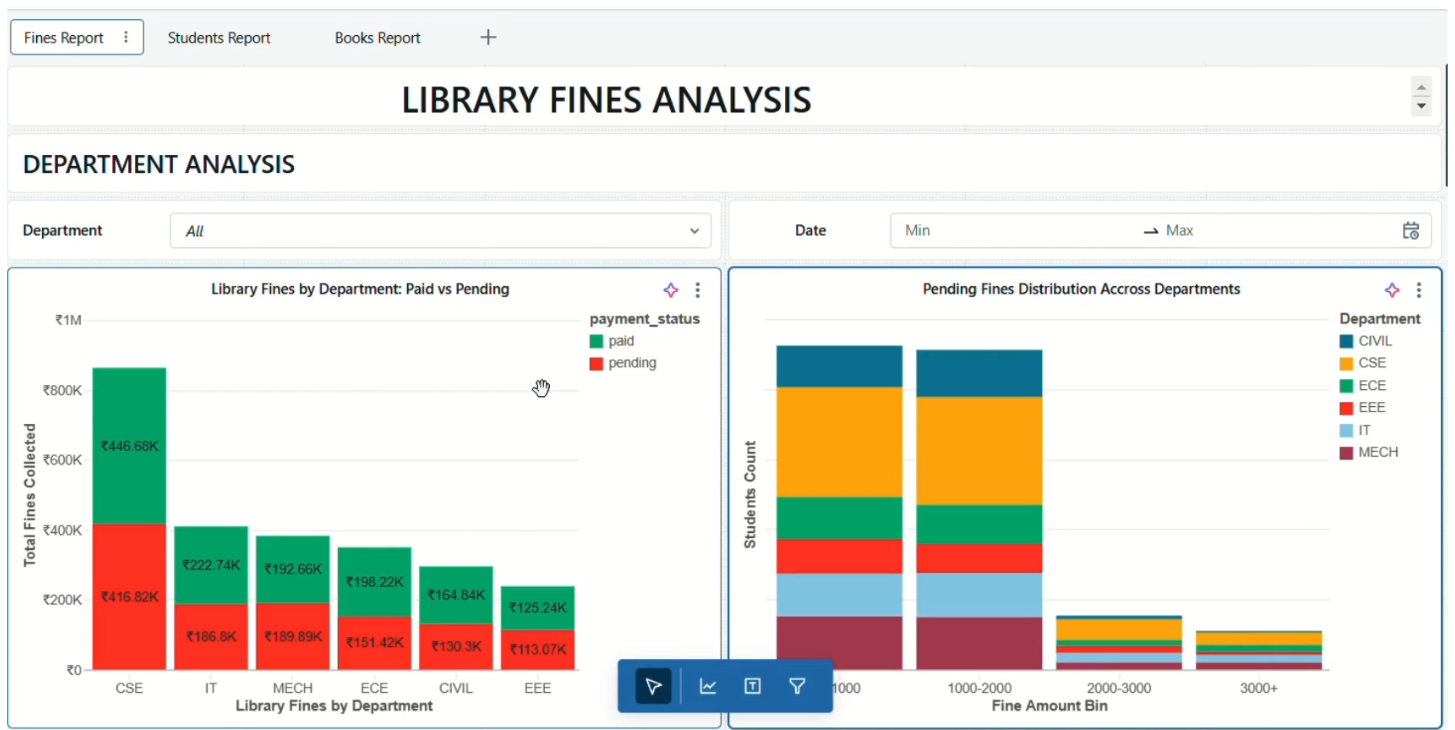 Fines Report
Students Report
Books Report
LIBRARY FINES ANALYSIS
DEPARTMENT ANALYSIS
Department
All
Date
Min
Max
Library Fines by Department: Paid vs Pending
payment_status
paid
pending
Total Fines Collected
₹1M
₹800K
₹600K
₹400K
₹200K
₹0
₹446.68K
₹416.82K
₹222.74K
₹186.8K
₹192.66K
₹189.89K
₹198.22K
₹151.42K
₹164.84K
₹130.3K
₹125.24K
₹113.07K
CSE
IT
MECH
ECE
CIVIL
EEE
Library Fines by Department
Pending Fines Distribution Accross Departments
Department
CIVIL
CSE
ECE
EEE
IT
MECH
Students Count
1000
1000-2000
2000-3000
3000+
Fine Amount Bin